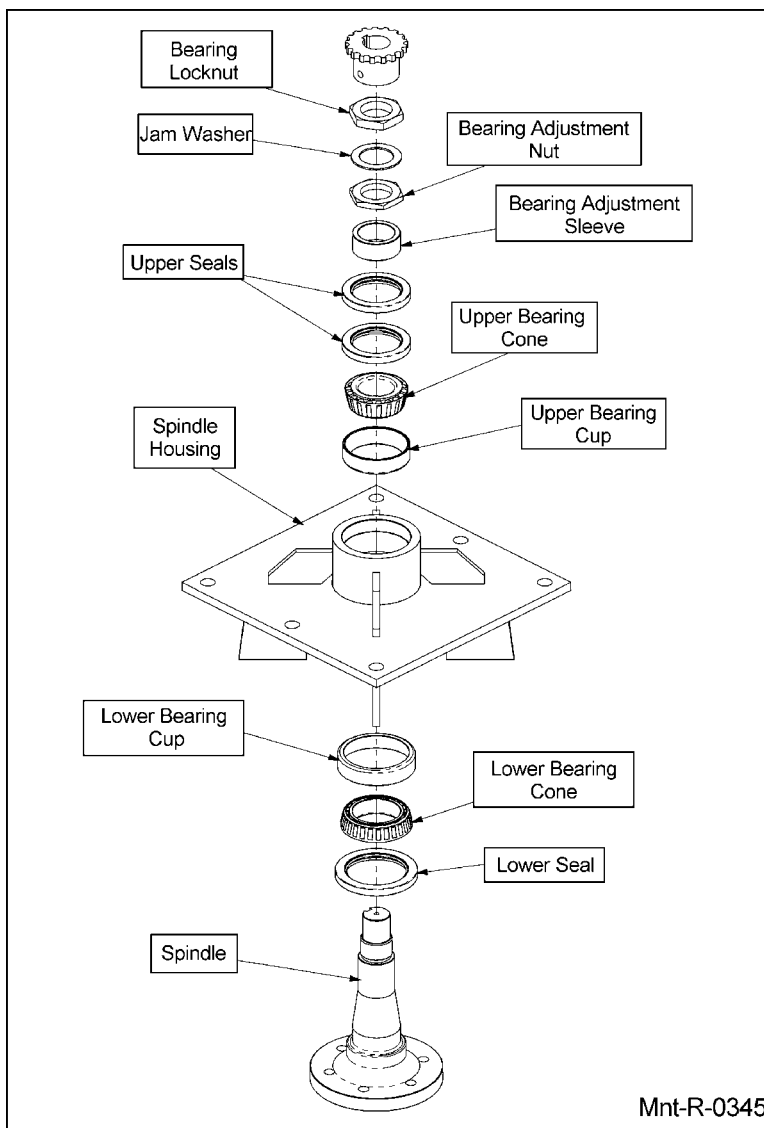 Bearing
Locknut
Jam Washer
Bearing Adjustment
Nut
Bearing Adjustment
Sleeve
Upper Seals
Upper Bearing
Cone
Upper Bearing
Cup
Spindle
Housing
Lower Bearing
Cup
Lower Bearing
Cone
Lower Seal
Spindle
Mnt-R-0345